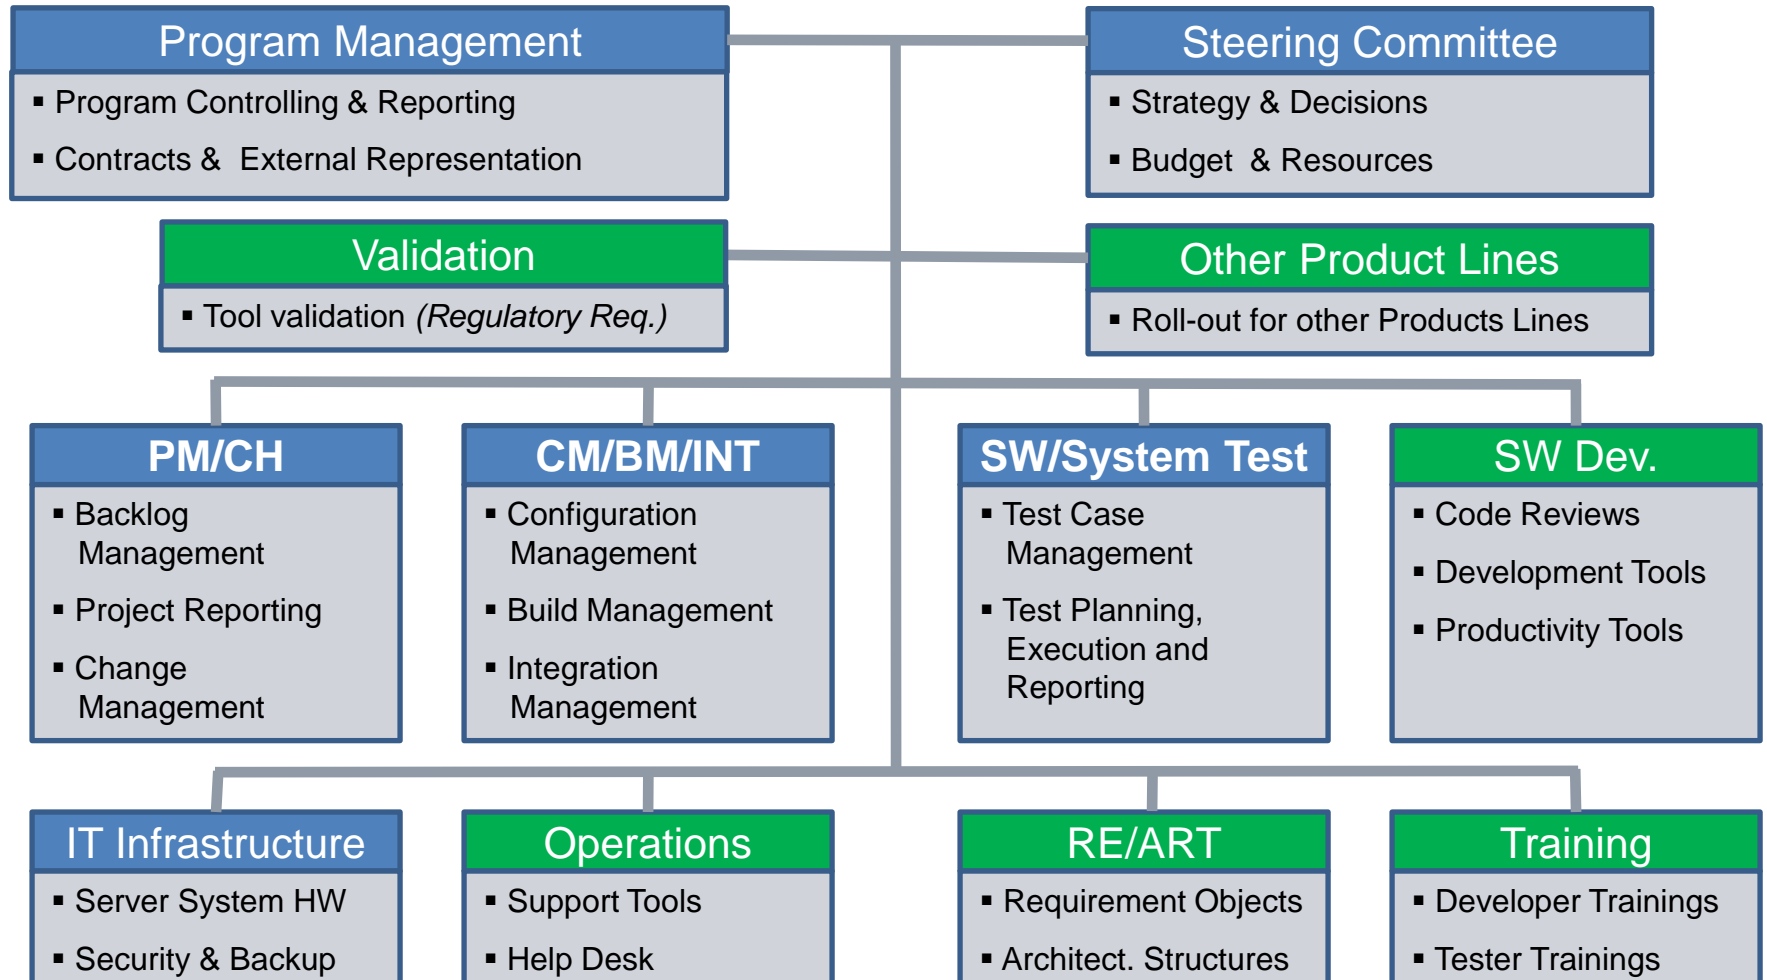 Program Management
▪ Program Controlling & Reporting
▪ Contracts &  External Representation
Steering Committee
▪ Strategy & Decisions
▪ Budget  & Resources
Validation
▪ Tool validation (Regulatory Req.)
Other Product Lines
▪ Roll-out for other Products Lines
PM/CH
▪ Backlog
Management
▪ Project Reporting
▪ Change
Management
CM/BM/INT
▪ Configuration
Management
▪ Build Management
▪ Integration
Management
SW/System Test
▪ Test Case
Management
▪ Test Planning,
Execution and
Reporting
SW Dev.
▪ Code Reviews
▪ Development Tools
▪ Productivity Tools
IT Infrastructure
▪ Server System HW
▪ Security & Backup
Operations
▪ Support Tools
▪ Help Desk
RE/ART
▪ Requirement Objects
▪ Architect. Structures
Training
▪ Developer Trainings
▪ Tester Trainings